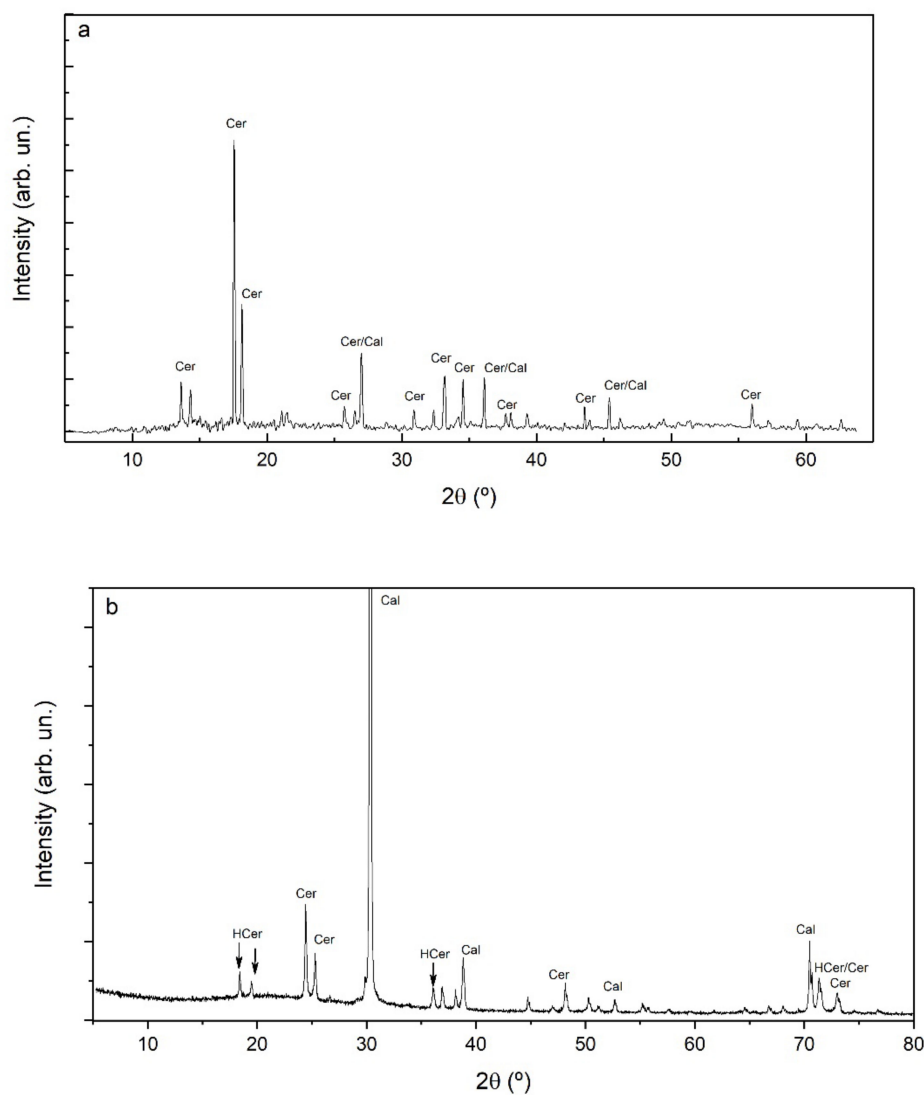 a
Intensity (arb. un.)
Cer
Cer
Cer
Cer
Cer/Cal
Cer
Cer
Cer
Cer/Cal
Cer
Cer
Cer/Cal
Cer
10 20 30 40 50 60
2θ (º)
b
Intensity (arb. un.)
Cal
HCer
Cer
Cer
HCer
Cal
Cer
Cal
Cal
HCer/Cer
Cer
10 20 30 40 50 60 70 80
2θ (º)